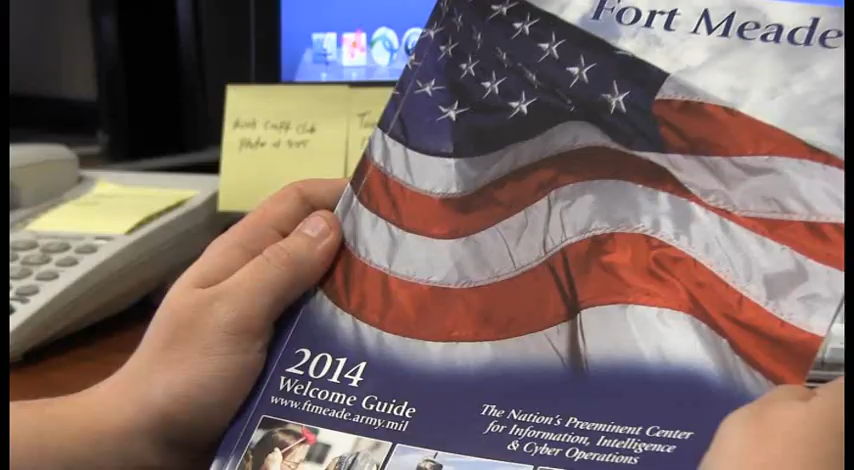 Fort Meade
2014
Welcome Guide
www.ftmeade.army.mil
The Nation's Preeminent Center
for Information, Intelligence
& Cyber Operations